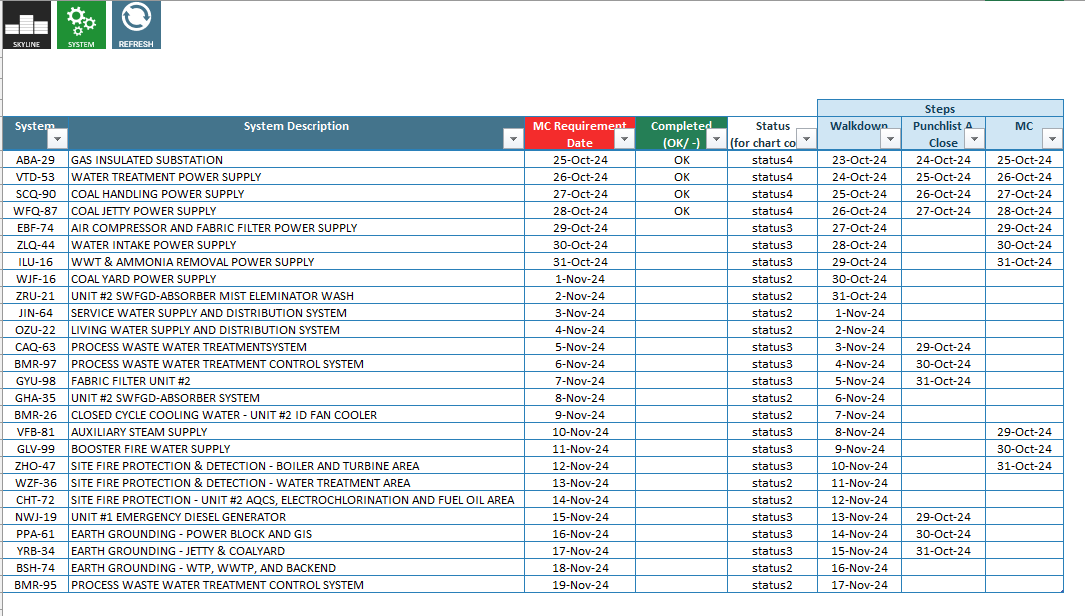 SKYLINE SYSTEM REFRESH
Steps
System System Description MC Requirement Date Completed (OK/ -) Status (for chart co Walkdown Punchlist A Close MC
ABA-29 GAS INSULATED SUBSTATION 25-Oct-24 OK status4 23-Oct-24 24-Oct-24 25-Oct-24
VTD-53 WATER TREATMENT POWER SUPPLY 26-Oct-24 OK status4 24-Oct-24 25-Oct-24 26-Oct-24
SCQ-90 COAL HANDLING POWER SUPPLY 27-Oct-24 OK status4 25-Oct-24 26-Oct-24 27-Oct-24
WFQ-87 COAL JETTY POWER SUPPLY 28-Oct-24 OK status4 26-Oct-24 27-Oct-24 28-Oct-24
EBF-74 AIR COMPRESSOR AND FABRIC FILTER POWER SUPPLY 29-Oct-24 status3 27-Oct-24 29-Oct-24
ZLQ-44 WATER INTAKE POWER SUPPLY 30-Oct-24 status3 28-Oct-24 30-Oct-24
ILU-16 WWT & AMMONIA REMOVAL POWER SUPPLY 31-Oct-24 status3 29-Oct-24 31-Oct-24
WJF-16 COAL YARD POWER SUPPLY 1-Nov-24 status2 30-Oct-24
ZRU-21 UNIT #2 SWFGD-ABSORBER MIST ELEMINATOR WASH 2-Nov-24 status2 31-Oct-24
JIN-64 SERVICE WATER SUPPLY AND DISTRIBUTION SYSTEM 3-Nov-24 status2 1-Nov-24
OZU-22 LIVING WATER SUPPLY AND DISTRIBUTION SYSTEM 4-Nov-24 status2 2-Nov-24
CAQ-63 PROCESS WASTE WATER TREATMENTSYSTEM 5-Nov-24 status3 3-Nov-24 29-Oct-24
BMR-97 PROCESS WASTE WATER TREATMENT CONTROL SYSTEM 6-Nov-24 status3 4-Nov-24 30-Oct-24
GYU-98 FABRIC FILTER UNIT #2 7-Nov-24 status3 5-Nov-24 31-Oct-24
GHA-35 UNIT #2 SWFGD-ABSORBER SYSTEM 8-Nov-24 status2 6-Nov-24
BMR-26 CLOSED CYCLE COOLING WATER - UNIT #2 ID FAN COOLER 9-Nov-24 status2 7-Nov-24
VFB-81 AUXILIARY STEAM SUPPLY 10-Nov-24 status3 8-Nov-24 29-Oct-24
GLV-99 BOOSTER FIRE WATER SUPPLY 11-Nov-24 status3 9-Nov-24 30-Oct-24
ZHO-47 SITE FIRE PROTECTION & DETECTION - BOILER AND TURBINE AREA 12-Nov-24 status3 10-Nov-24 31-Oct-24
WZF-36 SITE FIRE PROTECTION & DETECTION - WATER TREATMENT AREA 13-Nov-24 status2 11-Nov-24
CHT-72 SITE FIRE PROTECTION - UNIT #2 AQCS, ELECTROCHLORINATION AND FUEL OIL AREA 14-Nov-24 status2 12-Nov-24
NWJ-19 UNIT #1 EMERGENCY DIESEL GENERATOR 15-Nov-24 status3 13-Nov-24 29-Oct-24
PPA-61 EARTH GROUNDING - POWER BLOCK AND GIS 16-Nov-24 status3 14-Nov-24 30-Oct-24
YRB-34 EARTH GROUNDING - JETTY & COALYARD 17-Nov-24 status3 15-Nov-24 31-Oct-24
BSH-74 EARTH GROUNDING - WTP, WWTP, AND BACKEND 18-Nov-24 status2 16-Nov-24
BMR-95 PROCESS WASTE WATER TREATMENT CONTROL SYSTEM 19-Nov-24 status2 17-Nov-24